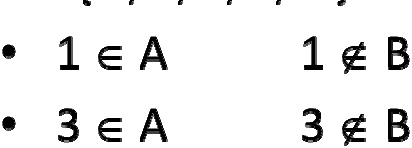 • 1 ∈ A 1 ∉ B
• 3 ∈ A 3 ∉ B